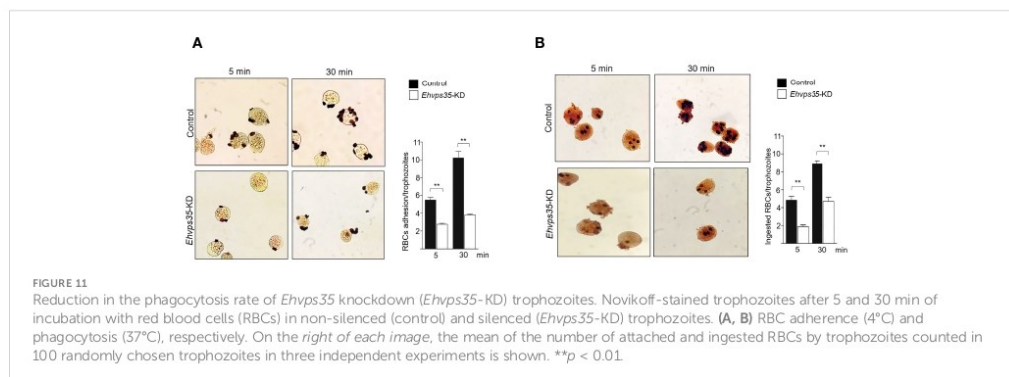 A
B
5 min
30 min
5 min
30 min
Control
Ehvps35-KD
Control
Ehvps35-KD
RBCs adhesion/trophozoites
11
10
8
6
4
2
**
**
5
30
min
Control
Ehvps35-KD
Control
Ehvps35-KD
Ingested RBCs/trophozoites
11
10
8
6
4
2
**
**
5
30
min
FIGURE 11
Reduction in the phagocytosis rate of Ehvps35 knockdown (Ehvps35-KD) trophozoites. Novikoff-stained trophozoites after 5 and 30 min of
incubation with red blood cells (RBCs) in non-silenced (control) and silenced (Ehvps35-KD) trophozoites. (A, B) RBC adherence (4°C) and
phagocytosis (37°C), respectively. On the right of each image, the mean of the number of attached and ingested RBCs by trophozoites counted in
100 randomly chosen trophozoites in three independent experiments is shown. **p < 0.01.